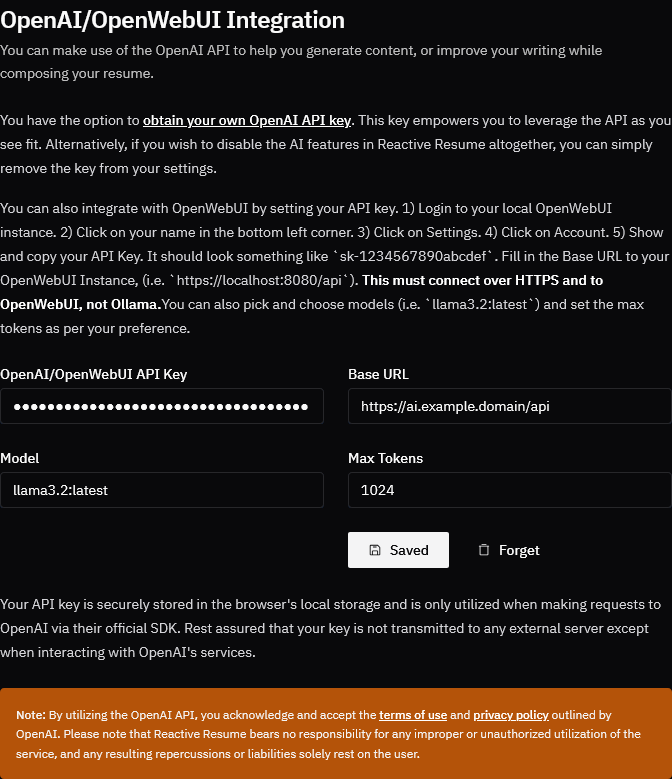 OpenAI/OpenWebUI Integration
You can make use of the OpenAI API to help you generate content, or improve your writing while
composing your resume.
You have the option to obtain your own OpenAI API key. This key empowers you to leverage the API as you
see fit. Alternatively, if you wish to disable the AI features in Reactive Resume altogether, you can simply
remove the key from your settings.
You can also integrate with OpenWebUI by setting your API key. 1) Login to your local OpenWebUI
instance. 2) Click on your name in the bottom left corner. 3) Click on Settings. 4) Click on Account. 5) Show
and copy your API Key. It should look something like `sk-1234567890abcdef`. Fill in the Base URL to your
OpenWebUI Instance, (i.e. `https://localhost:8080/api`). This must connect over HTTPS and to
OpenWebUI, not Ollama.You can also pick and choose models (i.e. `llama3.2:latest`) and set the max
tokens as per your preference.
OpenAI/OpenWebUI API Key
Base URL
https://ai.example.domain/api
Model
Max Tokens
llama3.2:latest
1024
Saved
Forget
Your API key is securely stored in the browser's local storage and is only utilized when making requests to
OpenAI via their official SDK. Rest assured that your key is not transmitted to any external server except
when interacting with OpenAI's services.
Note: By utilizing the OpenAI API, you acknowledge and accept the terms of use and privacy policy outlined by
OpenAI. Please note that Reactive Resume bears no responsibility for any improper or unauthorized utilization of the
service, and any resulting repercussions or liabilities solely rest on the user.